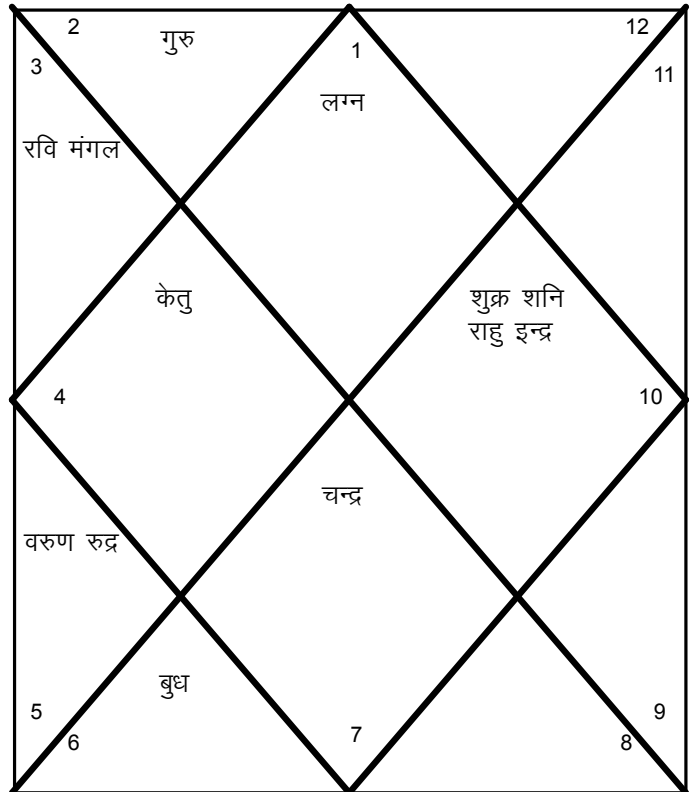 2
गुरु
1
12
3
11
लग्न
रवि मंगल
केतु
शुक्र शनि
राहु इन्द्र
4
10
चन्द्र
वरुण रुद्र
बुध
5
9
6
7
8